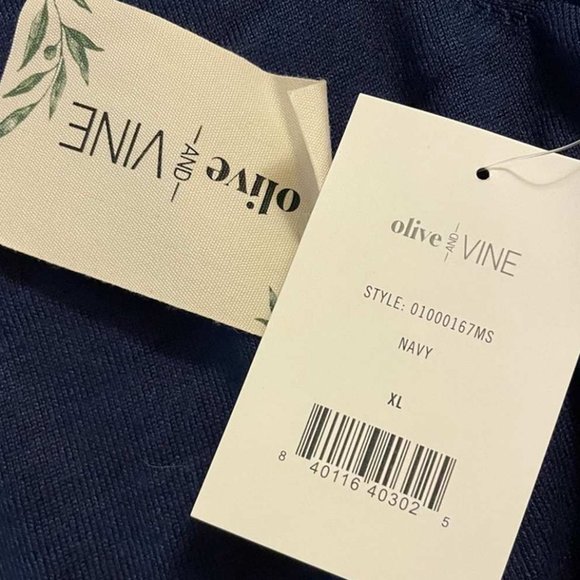 olive AND VINE
olive AND VINE
STYLE: 01000167MS
NAVY
XL
8 40116 40302 5